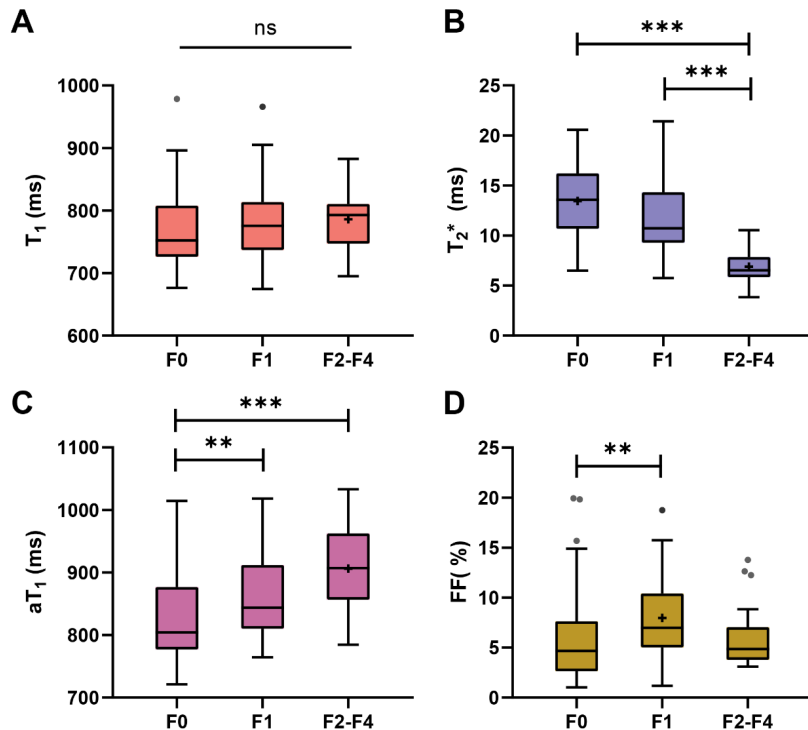 A
ns
T1 (ms)
1000
900
800
700
600
F0
F1
F2-F4
B
***
***
T2* (ms)
25
20
15
10
5
0
F0
F1
F2-F4
C
***
**
aT1 (ms)
1100
1000
900
800
700
F0
F1
F2-F4
D
**
FF( %)
25
20
15
10
5
0
F0
F1
F2-F4